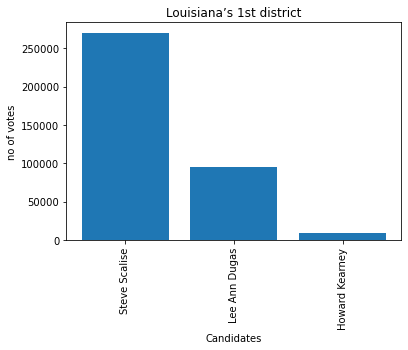 Louisiana’s 1st district
no of votes
250000
200000
150000
100000
50000
0
Steve Scalise
Lee Ann Dugas
Howard Kearney
Candidates